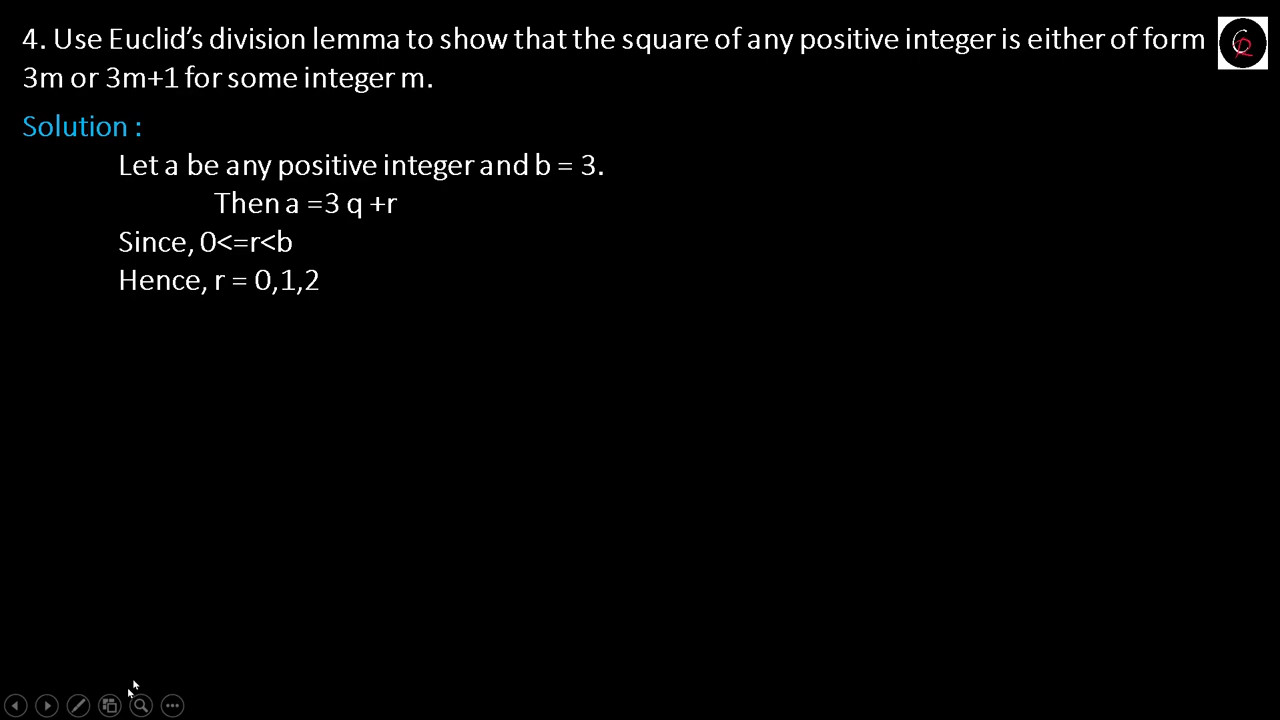 4. Use Euclid’s division lemma to show that the square of any positive integer is either of form
3m or 3m+1 for some integer m.
Solution :
Let a be any positive integer and b = 3.
Then a =3 q +r
Since, 0<=r<b
Hence, r = 0,1,2